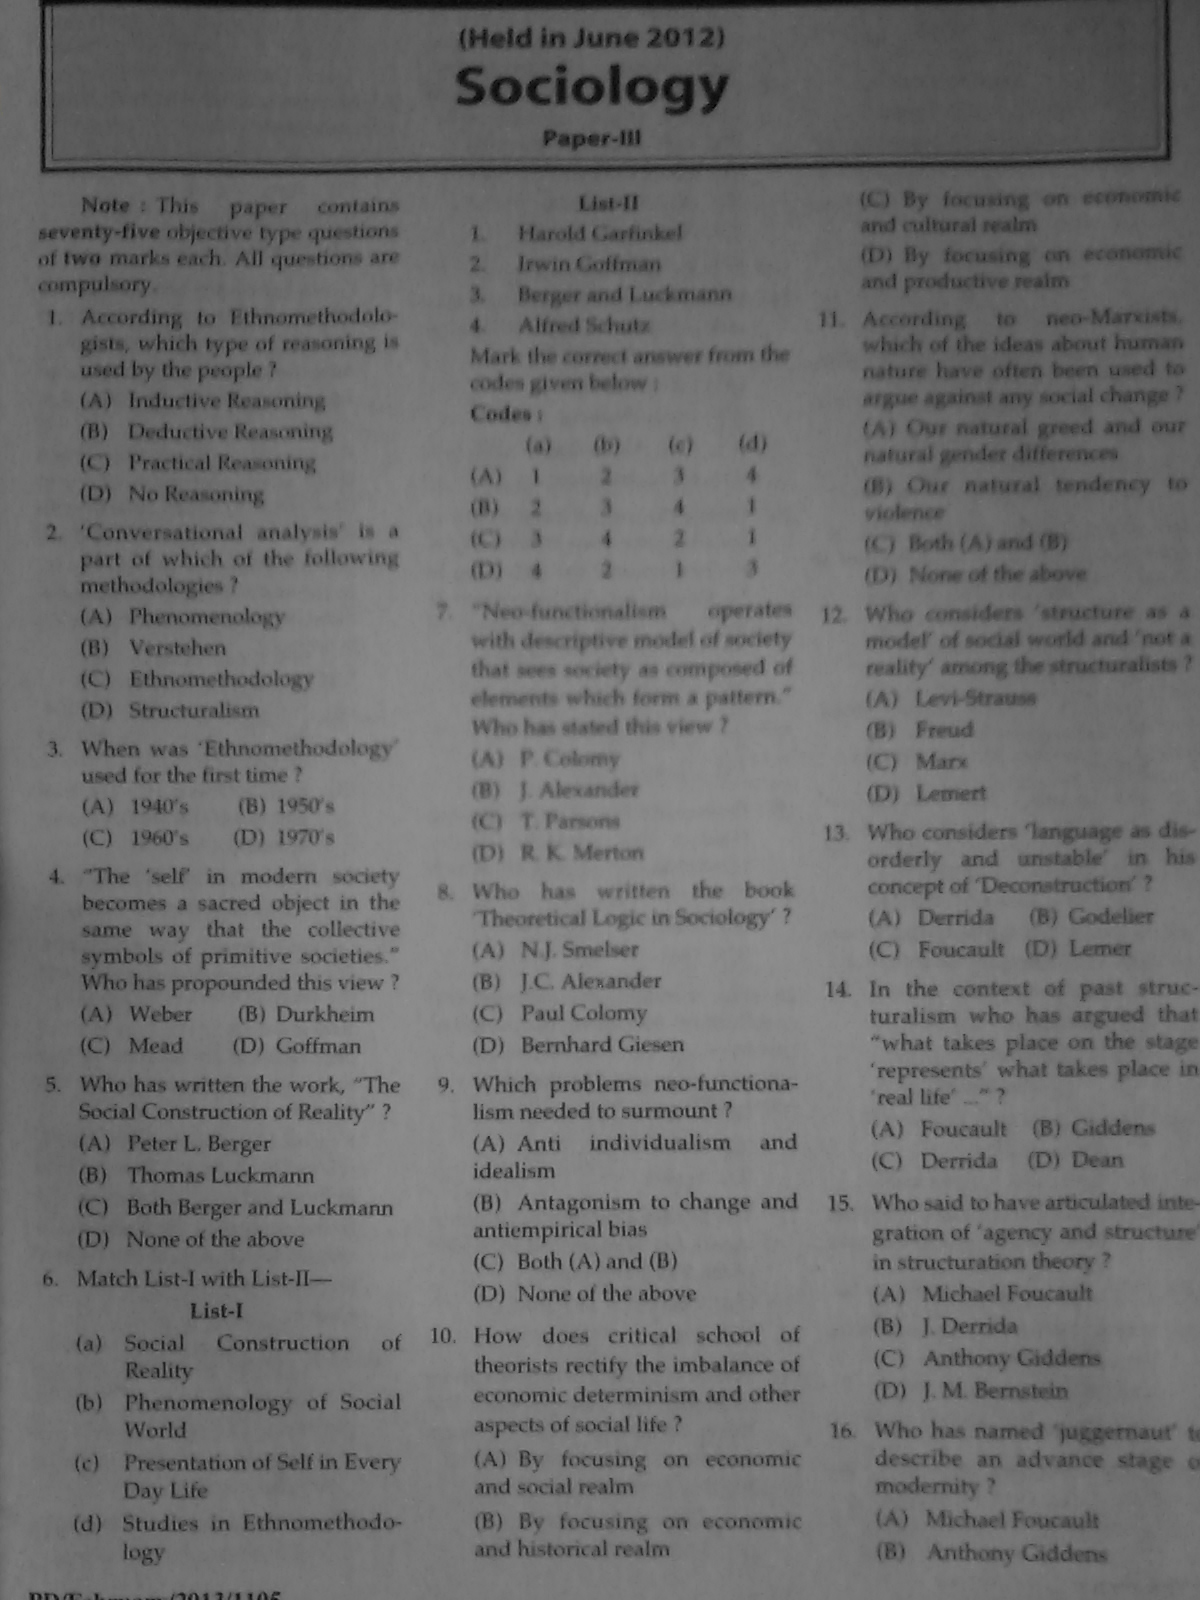 (Held in June 2012)
Sociology
Paper-III
Note : This paper contains
seventy-five objective type questions
of two marks each. All questions are
compulsory.
1. According to Ethnomethodolo-
gists, which type of reasoning is
used by the people ?
(A) Inductive Reasoning
(B) Deductive Reasoning
(C) Practical Reasoning
(D) No Reasoning
2. 'Conversational analysis' is a
part of which of the following
methodologies ?
(A) Phenomenology
(B) Verstehen
(C) Ethnomethodology
(D) Structuralism
3. When was 'Ethnomethodology'
used for the first time ?
(A) 1940's (B) 1950's
(C) 1960's (D) 1970's
4. "The 'self' in modern society
becomes a sacred object in the
same way that the collective
symbols of primitive societies."
Who has propounded this view ?
(A) Weber (B) Durkheim
(C) Mead (D) Goffman
5. Who has written the work, "The
Social Construction of Reality" ?
(A) Peter L. Berger
(B) Thomas Luckmann
(C) Both Berger and Luckmann
(D) None of the above
6. Match List-I with List-II—
List-I
(a) Social Construction of
Reality
(b) Phenomenology of Social
World
(c) Presentation of Self in Every
Day Life
(d) Studies in Ethnomethodo-
logy
List-II
1. Harold Garfinkel
2. Irwin Goffman
3. Berger and Luckmann
4. Alfred Schutz
Mark the correct answer from the
codes given below :
Codes :
(a) (b) (c) (d)
(A) 1 2 3 4
(B) 2 3 4 1
(C) 3 4 2 1
(D) 4 2 1 3
7. "Neo-functionalism operates
with descriptive model of society
that sees society as composed of
elements which form a pattern."
Who has stated this view ?
(A) P. Colomy
(B) J. Alexander
(C) T. Parsons
(D) R. K. Merton
8. Who has written the book
'Theoretical Logic in Sociology' ?
(A) N.J. Smelser
(B) J.C. Alexander
(C) Paul Colomy
(D) Bernhard Giesen
9. Which problems neo-functiona-
lism needed to surmount ?
(A) Anti individualism and
idealism
(B) Antagonism to change and
antiempirical bias
(C) Both (A) and (B)
(D) None of the above
10. How does critical school of
theorists rectify the imbalance of
economic determinism and other
aspects of social life ?
(A) By focusing on economic
and social realm
(B) By focusing on economic
and historical realm
(C) By focusing on economic
and cultural realm
(D) By focusing on economic
and productive realm
11. According to neo-Marxists,
which of the ideas about human
nature have often been used to
argue against any social change ?
(A) Our natural greed and our
natural gender differences
(B) Our natural tendency to
violence
(C) Both (A) and (B)
(D) None of the above
12. Who considers 'structure as a
model' of social world and 'not a
reality' among the structuralists ?
(A) Levi-Strauss
(B) Freud
(C) Marx
(D) Lemert
13. Who considers 'language as dis-
orderly and unstable' in his
concept of 'Deconstruction' ?
(A) Derrida (B) Godelier
(C) Foucault (D) Lemer
14. In the context of past struc-
turalism who has argued that
"what takes place on the stage
'represents' what takes place in
'real life' ..." ?
(A) Foucault (B) Giddens
(C) Derrida (D) Dean
15. Who said to have articulated inte-
gration of 'agency and structure'
in structuration theory ?
(A) Michael Foucault
(B) J. Derrida
(C) Anthony Giddens
(D) J. M. Bernstein
16. Who has named 'juggernaut' to
describe an advance stage o
modernity ?
(A) Michael Foucault
(B) Anthony Giddens